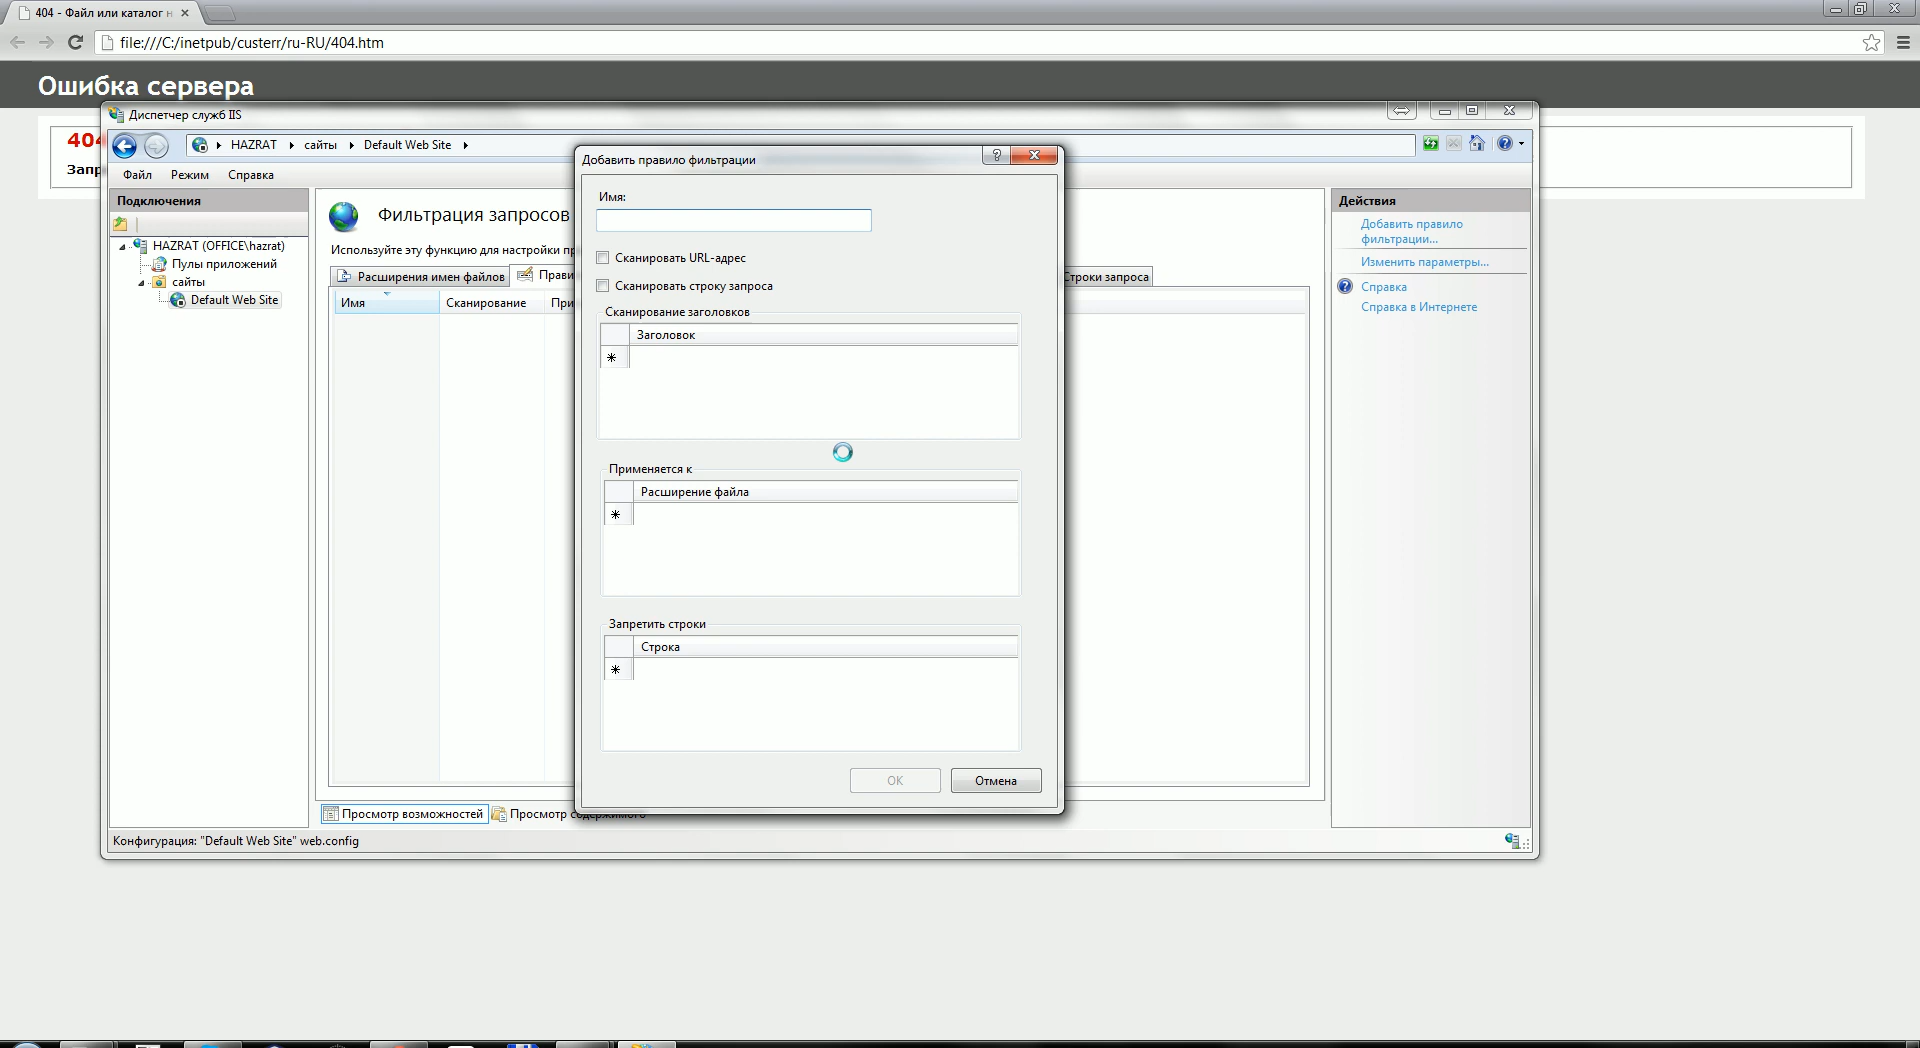 404 - Файл или каталог н
file:///C:/inetpub/custerr/ru-RU/404.htm
Ошибка сервера
404
Запр
Диспетчер служб IIS
HAZRAT
сайты
Default Web Site
Файл
Режим
Справка
Подключения
HAZRAT (OFFICE\hazrat)
Пулы приложений
сайты
Default Web Site
Фильтрация запросов
Используйте эту функцию для настройки пр
Расширения имен файлов
Прави
Строки запроса
Имя
Сканирование
При
Добавить правило фильтрации
?
Имя:
Сканировать URL-адрес
Сканировать строку запроса
Сканирование заголовков
Заголовок
Применяется к
Расширение файла
Запретить строки
Строка
OK
Отмена
Действия
Добавить правило
фильтрации...
Изменить параметры...
Справка
Справка в Интернете
Просмотр возможностей
Просмотр содержимого
Конфигурация: "Default Web Site" web.config